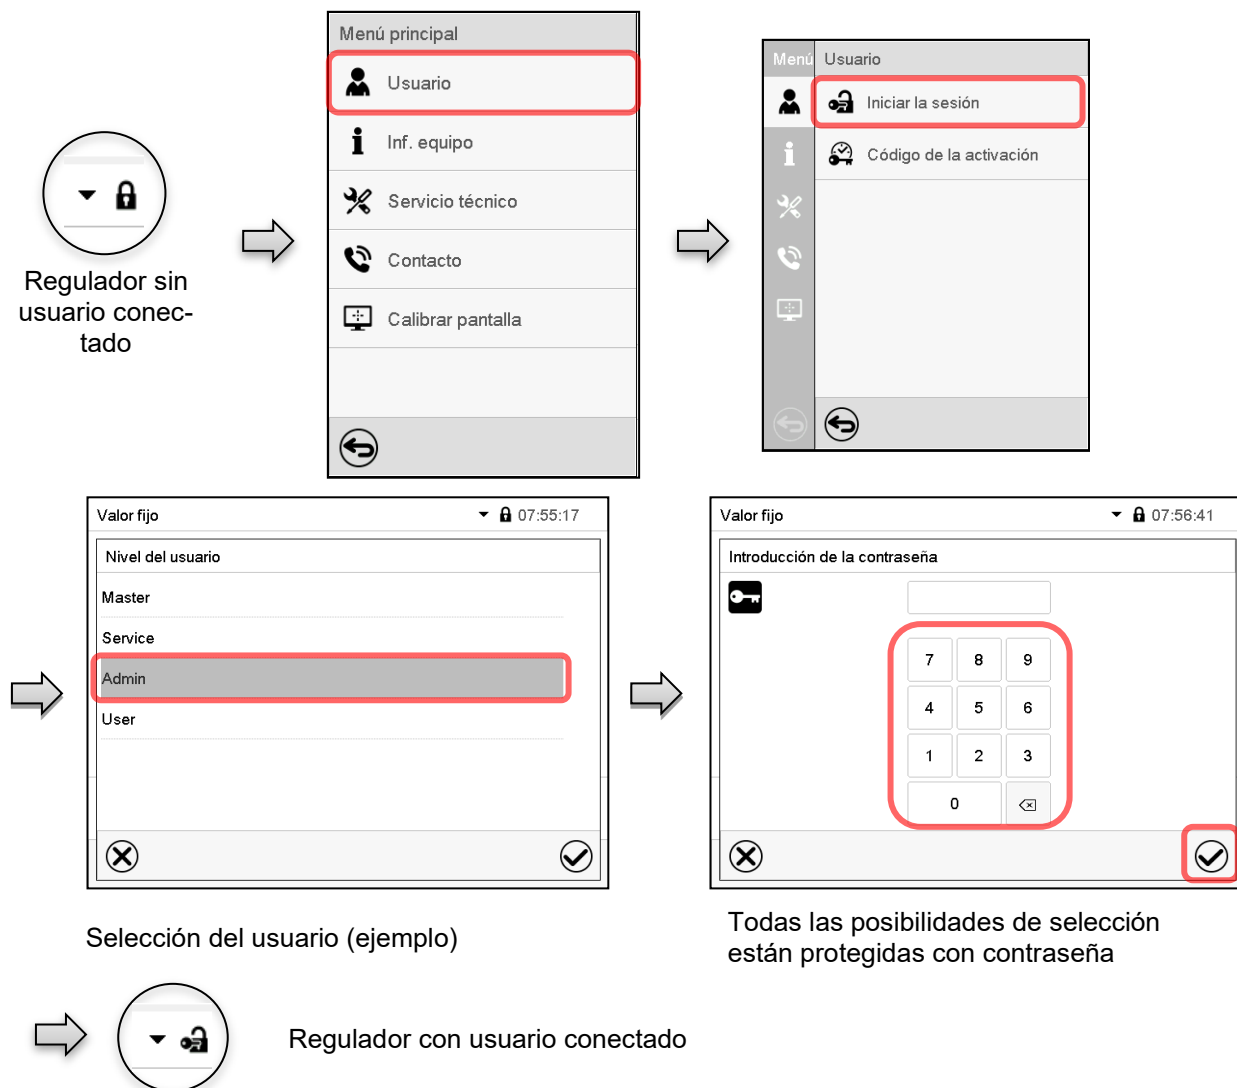 Regulador sin
usuario conec-
tado
Menú principal
Usuario
Inf. equipo
Servicio técnico
Contacto
Calibrar pantalla
Menú
Usuario
Iniciar la sesión
Código de la activación
Valor fijo
07:55:17
Nivel del usuario
Master
Service
Admin
User
Selección del usuario (ejemplo)
Valor fijo
07:56:41
Introducción de la contraseña
7 8 9
4 5 6
1 2 3
0
Todas las posibilidades de selección
están protegidas con contraseña
Regulador con usuario conectado